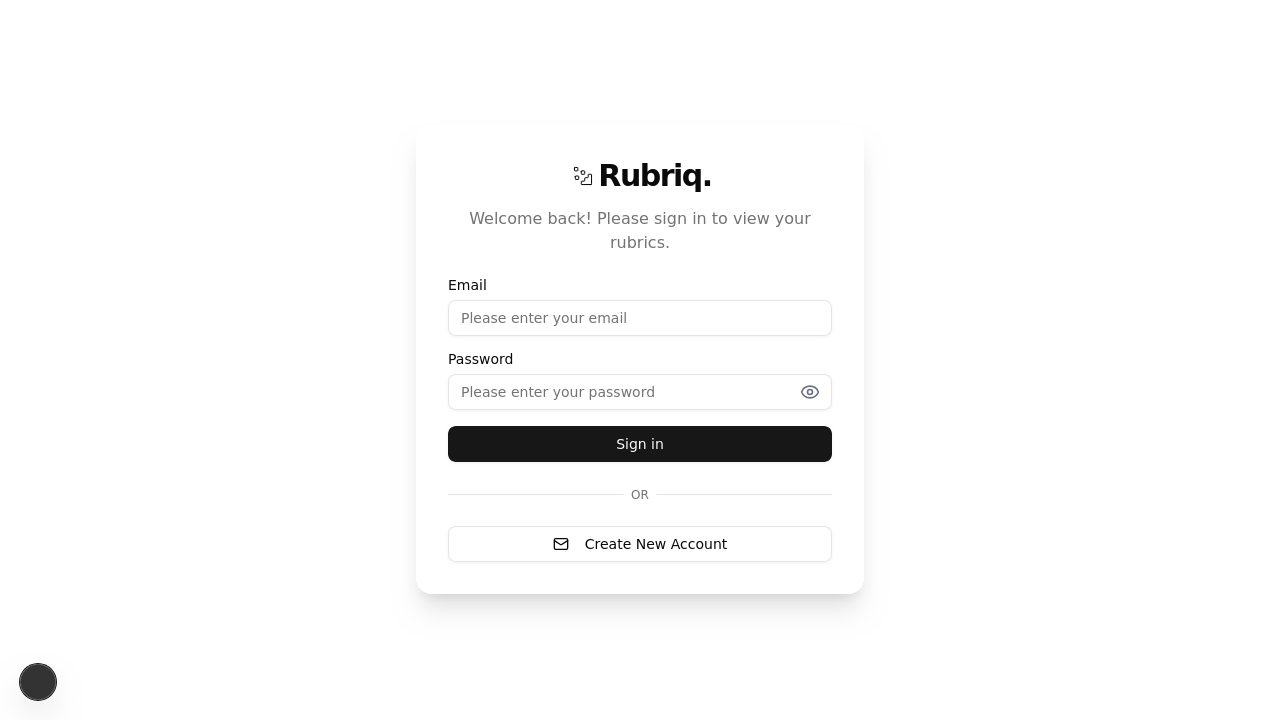 Rubriq.
Welcome back! Please sign in to view your
rubrics.
Email
Please enter your email
Password
Please enter your password
Sign in
OR
Create New Account